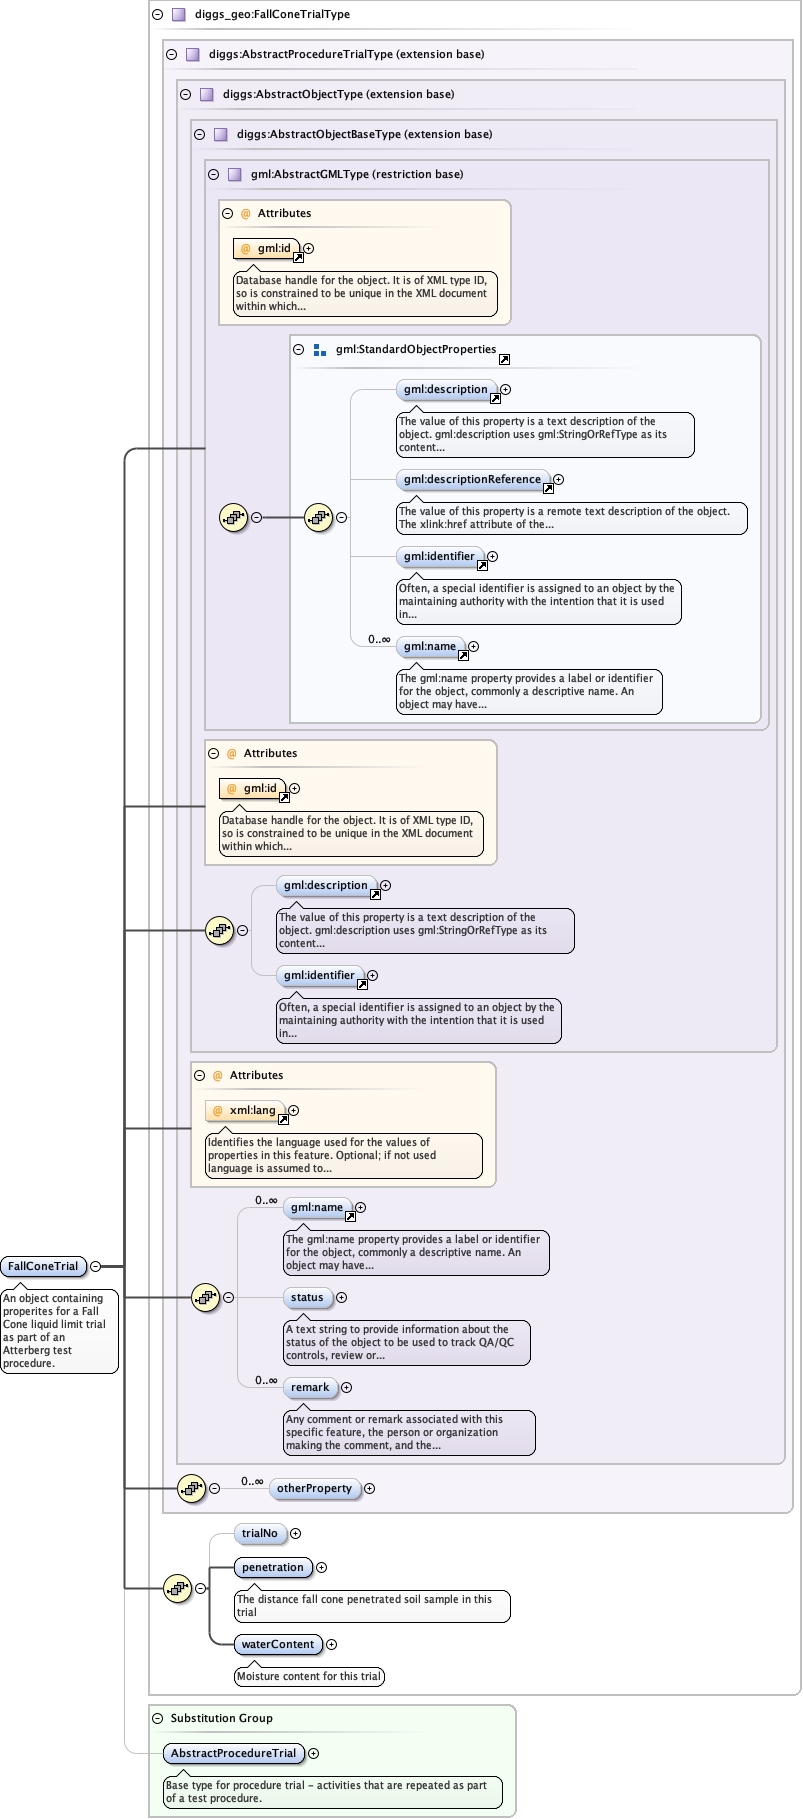 diggs_geo:FallConeTrialType
diggs:AbstractProcedureTrialType (extension base)
diggs:AbstractObjectType (extension base)
diggs:AbstractObjectBaseType (extension base)
gml:AbstractGMLType (restriction base)
@ Attributes
@ gml:id
Database handle for the object. It is of XML type ID,
so is constrained to be unique in the XML document
within which...
gml:StandardObjectProperties
gml:description
The value of this property is a text description of the
object. gml:description uses gml:StringOrRefType as its
content...
gml:descriptionReference
The value of this property is a remote text description of the object.
The xlink:href attribute of the...
gml:identifier
Often, a special identifier is assigned to an object by the
maintaining authority with the intention that it is used
in...
0..∞
gml:name
The gml:name property provides a label or identifier
for the object, commonly a descriptive name. An
object may have...
@ Attributes
@ gml:id
Database handle for the object. It is of XML type ID,
so is constrained to be unique in the XML document
within which...
gml:description
The value of this property is a text description of the
object. gml:description uses gml:StringOrRefType as its
content...
gml:identifier
Often, a special identifier is assigned to an object by the
maintaining authority with the intention that it is used
in...
@ Attributes
@ xml:lang
Identifies the language used for the values of
properties in this feature. Optional; if not used
language is assumed to...
0..∞
gml:name
The gml:name property provides a label or identifier
for the object, commonly a descriptive name. An
object may have...
FallConeTrial
An object containing
properites for a Fall
Cone liquid limit trial
as part of an
Atterberg test
procedure.
status
A text string to provide information about the
status of the object to be used to track QA/QC
controls, review or...
0..∞
remark
Any comment or remark associated with this
specific feature, the person or organization
making the comment, and the...
0..∞
otherProperty
trialNo
penetration
The distance fall cone penetrated soil sample in this
trial
waterContent
Moisture content for this trial
Substitution Group
AbstractProcedureTrial
Base type for procedure trial - activities that are repeated as part
of a test procedure.